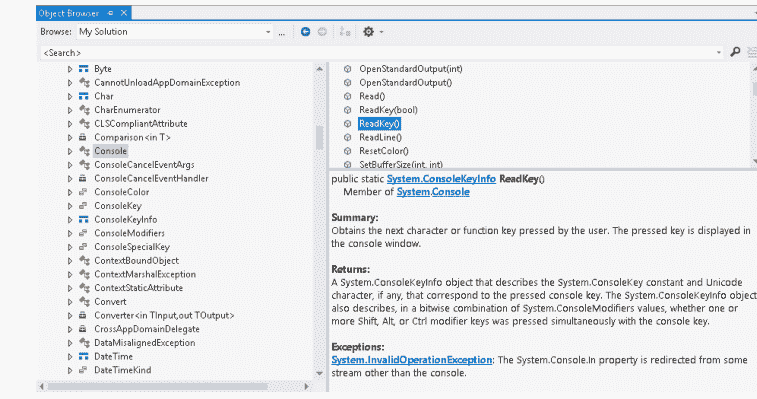 Object Browser
Browse: My Solution
...
<Search>
Byte
CannotUnloadAppDomainException
Char
CharEnumerator
CLSCompliantAttribute
Comparison<in T>
Console
ConsoleCancelEventArgs
ConsoleCancelEventHandler
ConsoleColor
ConsoleKey
ConsoleKeyInfo
ConsoleModifiers
ConsoleSpecialKey
ContextBoundObject
ContextMarshalException
ContextStaticAttribute
Convert
Converter<in TInput,out TOutput>
CrossAppDomainDelegate
DataMisalignedException
DateTime
DateTimeKind
OpenStandardOutput(int)
OpenStandardOutput()
Read()
ReadKey(bool)
ReadKey()
ReadLine()
ResetColor()
SetBufferSize(int, int)
public static System.ConsoleKeyInfo ReadKey()
Member of System.Console
Summary:
Obtains the next character or function key pressed by the user. The pressed key is displayed in
the console window.
Returns:
A System.ConsoleKeyInfo object that describes the System.ConsoleKey constant and Unicode
character, if any, that correspond to the pressed console key. The System.ConsoleKeyInfo object
also describes, in a bitwise combination of System.ConsoleModifiers values, whether one or
more Shift, Alt, or Ctrl modifier keys was pressed simultaneously with the console key.
Exceptions:
System.InvalidOperationException: The System.Console.In property is redirected from some
stream other than the console.